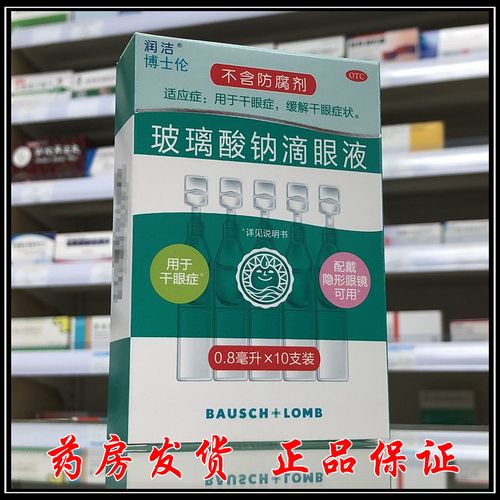 润洁®
博士伦
不含防腐剂
OTC
适应症：用于干眼症，缓解干眼症状。
玻璃酸钠滴眼液
*详见说明书
用于
干眼症*
配戴
隐形眼镜
可用*
0.8毫升×10支装
BAUSCH+LOMB
药房发货 正品保证